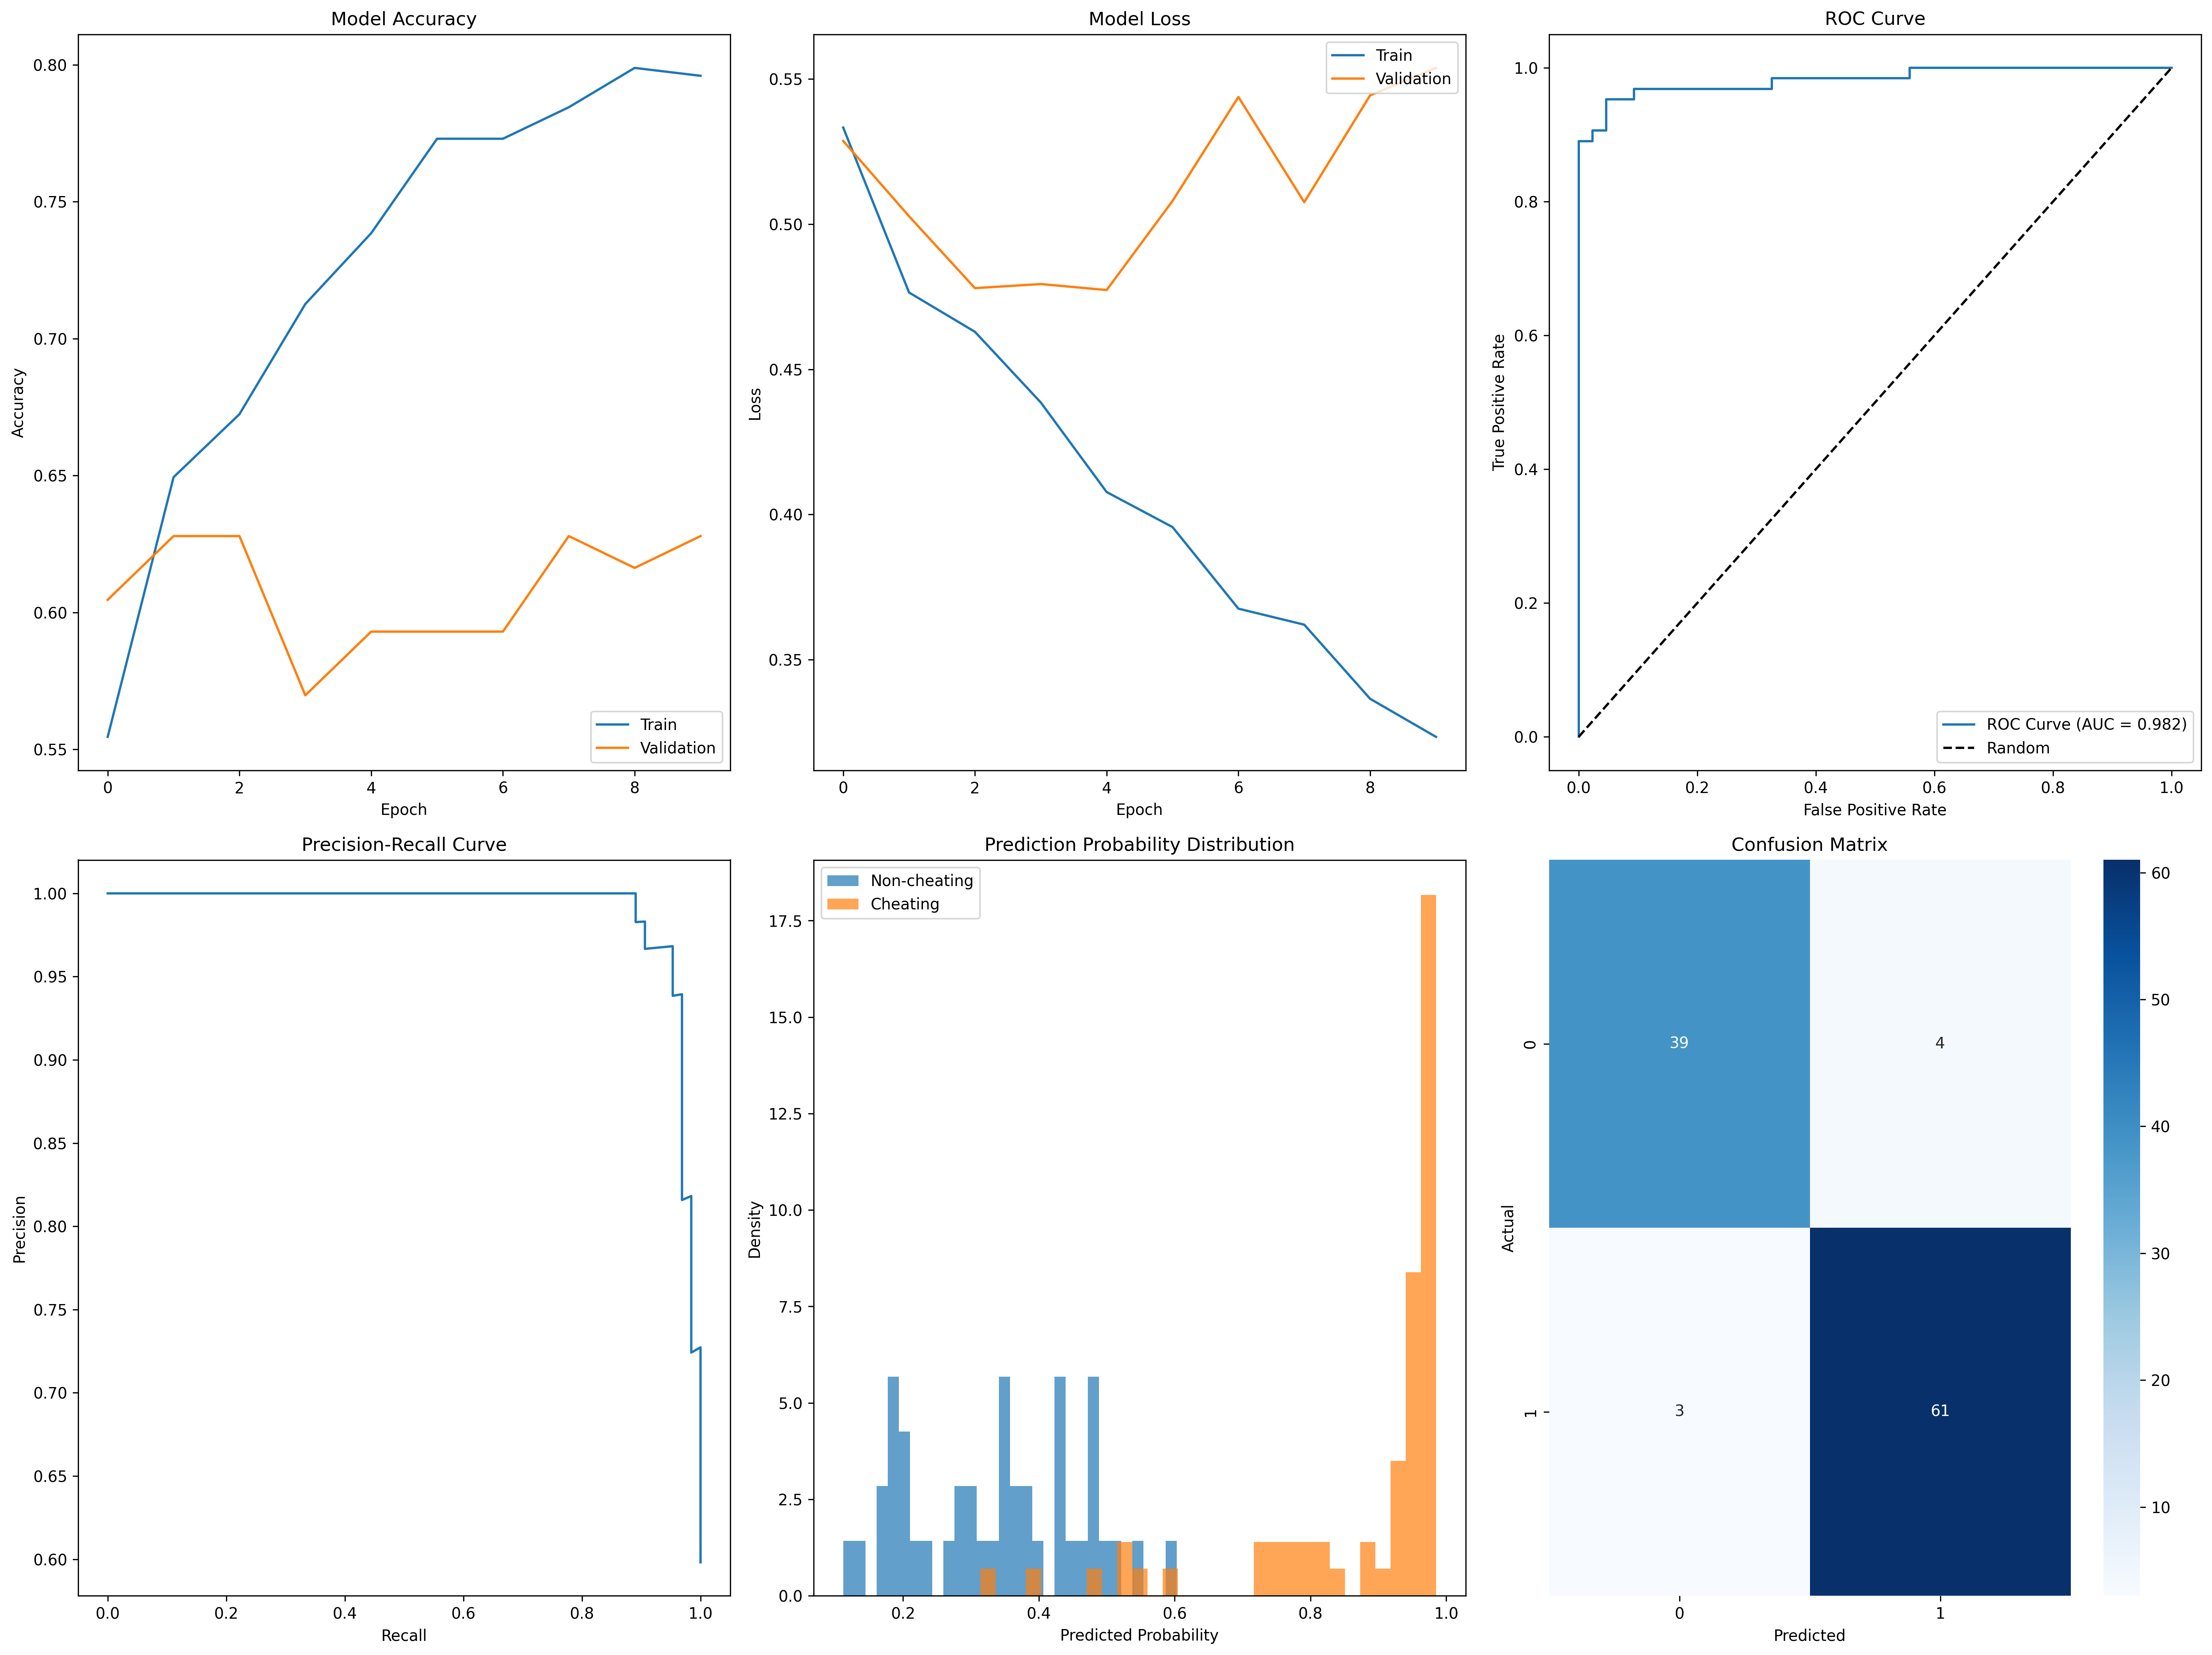 Model Accuracy
0.80
0.75
0.70
0.65
0.60
0.55
Accuracy
0 2 4 6 8
Epoch
Train
Validation
Model Loss
0.55
0.50
0.45
0.40
0.35
Loss
0 2 4 6 8
Epoch
Train
Validation
ROC Curve
1.0
0.8
0.6
0.4
0.2
0.0
True Positive Rate
0.0 0.2 0.4 0.6 0.8 1.0
False Positive Rate
ROC Curve (AUC = 0.982)
Random
Precision-Recall Curve
1.00
0.95
0.90
0.85
0.80
0.75
0.70
0.65
0.60
Precision
0.0 0.2 0.4 0.6 0.8 1.0
Recall
Prediction Probability Distribution
Non-cheating
Cheating
17.5
15.0
12.5
10.0
7.5
5.0
2.5
0.0
Density
0.2 0.4 0.6 0.8 1.0
Predicted Probability
Confusion Matrix
0
1
Actual
39 4
3 61
0 1
Predicted
60
50
40
30
20
10